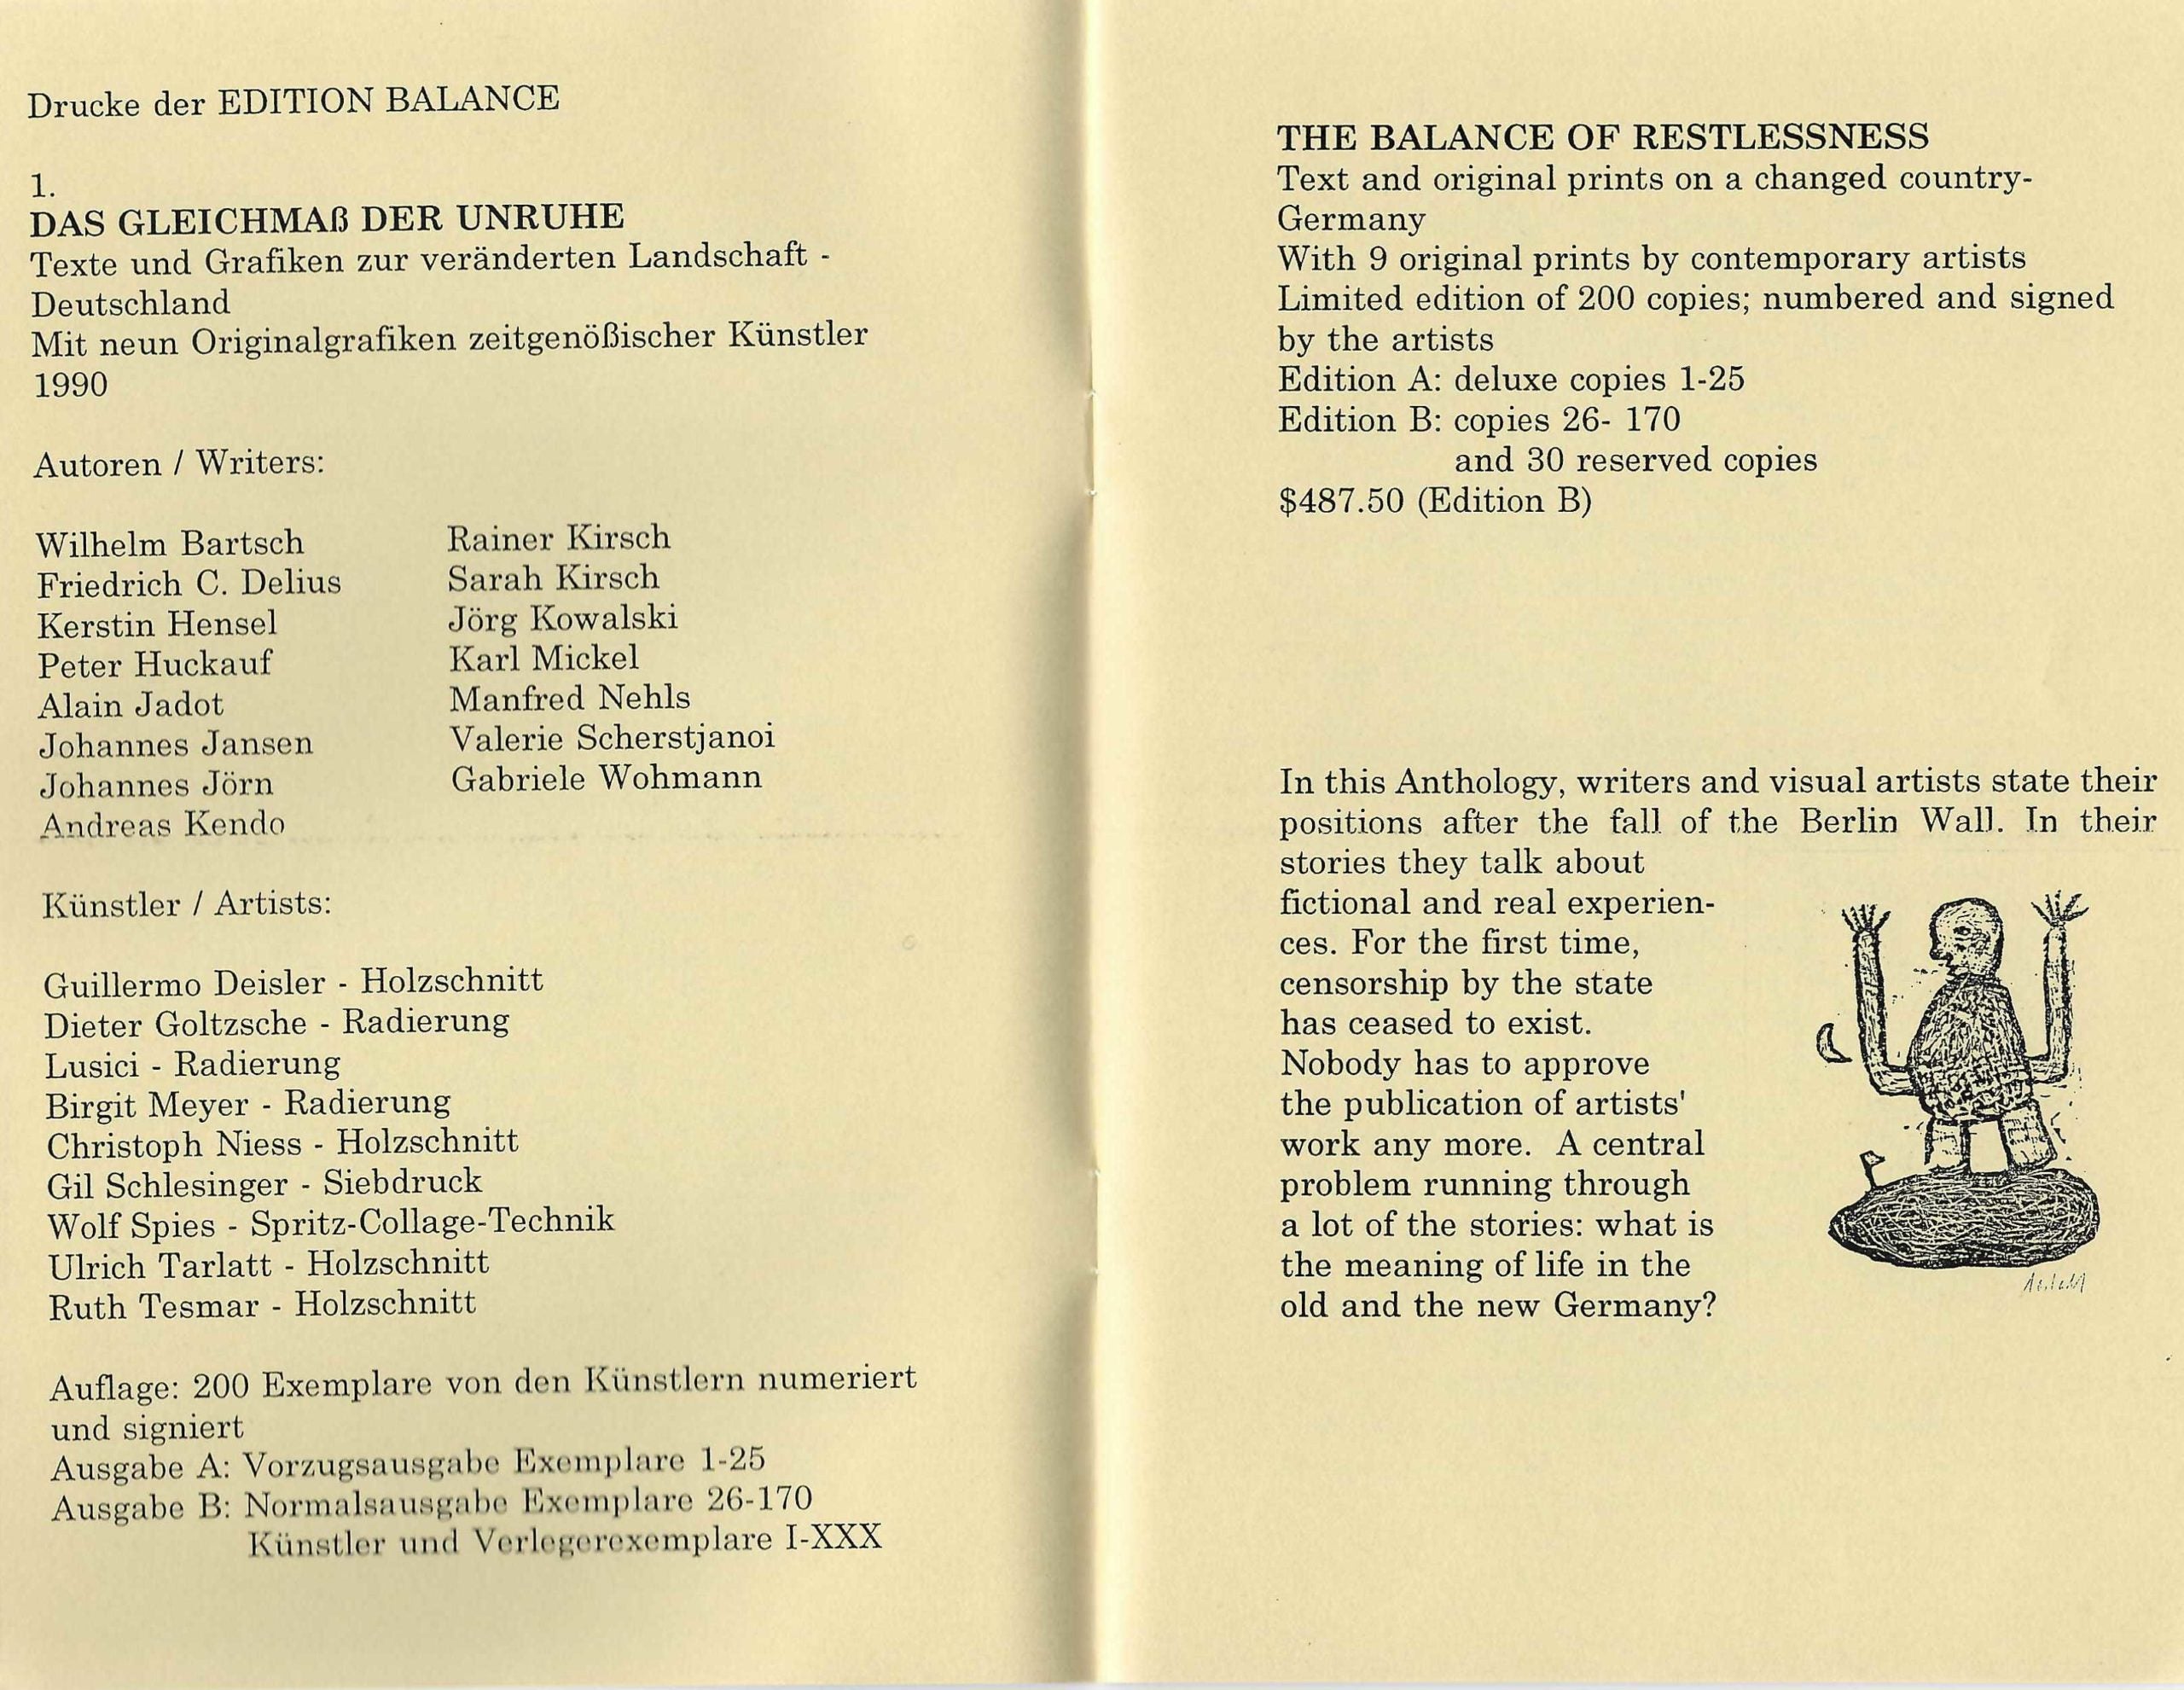 Drucke der EDITION BALANCE
1.
DAS GLEICHMAß DER UNRUHE
Texte und Grafiken zur veränderten Landschaft -
Deutschland
Mit neun Originalgrafiken zeitgenößischer Künstler
1990
Autoren / Writers:
Wilhelm Bartsch
Friedrich C. Delius
Kerstin Hensel
Peter Huckauf
Alain Jadot
Johannes Jansen
Johannes Jörn
Andreas Kendo
Rainer Kirsch
Sarah Kirsch
Jörg Kowalski
Karl Mickel
Manfred Nehls
Valerie Scherstjanoi
Gabriele Wohmann
Künstler / Artists:
Guillermo Deisler - Holzschnitt
Dieter Goltzsche - Radierung
Lusici - Radierung
Birgit Meyer - Radierung
Christoph Niess - Holzschnitt
Gil Schlesinger - Siebdruck
Wolf Spies - Spritz-Collage-Technik
Ulrich Tarlatt - Holzschnitt
Ruth Tesmar - Holzschnitt
Auflage: 200 Exemplare von den Künstlern numeriert
und signiert
Ausgabe A: Vorzugsausgabe Exemplare 1-25
Ausgabe B: Normalsausgabe Exemplare 26-170
Künstler und Verlegerexemplare I-XXX
THE BALANCE OF RESTLESSNESS
Text and original prints on a changed country-
Germany
With 9 original prints by contemporary artists
Limited edition of 200 copies; numbered and signed
by the artists
Edition A: deluxe copies 1-25
Edition B: copies 26- 170
and 30 reserved copies
$487.50 (Edition B)
In this Anthology, writers and visual artists state their
positions after the fall of the Berlin Wall. In their
stories they talk about
fictional and real experien-
ces. For the first time,
censorship by the state
has ceased to exist.
Nobody has to approve
the publication of artists'
work any more. A central
problem running through
a lot of the stories: what is
the meaning of life in the
old and the new Germany?